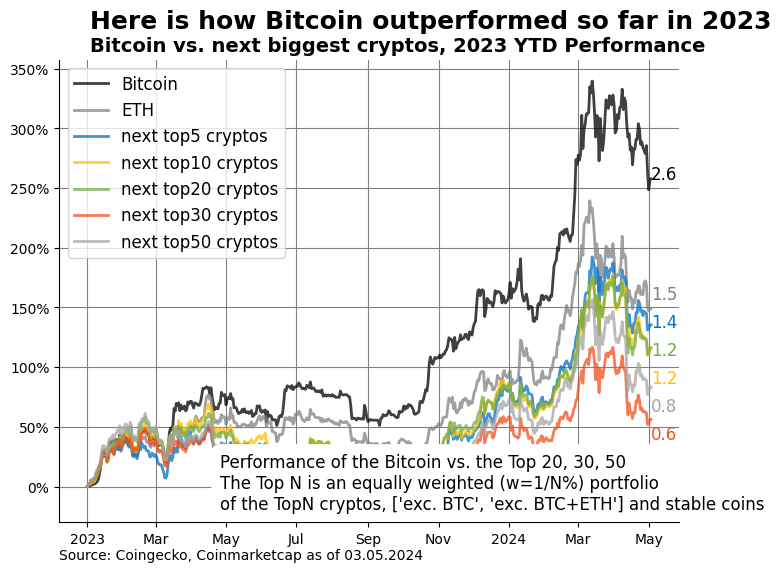 Here is how Bitcoin outperformed so far in 2023
Bitcoin vs. next biggest cryptos, 2023 YTD Performance
350%
300%
250%
200%
150%
100%
50%
0%
Bitcoin
ETH
next top5 cryptos
next top10 cryptos
next top20 cryptos
next top30 cryptos
next top50 cryptos
2.6
1.5
1.4
1.2
1.2
0.8
0.6
Performance of the Bitcoin vs. the Top 20, 30, 50
The Top N is an equally weighted (w=1/N%) portfolio
of the TopN cryptos, ['exc. BTC', 'exc. BTC+ETH'] and stable coins
2023 Mar May Jul Sep Nov 2024 Mar May
Source: Coingecko, Coinmarketcap as of 03.05.2024